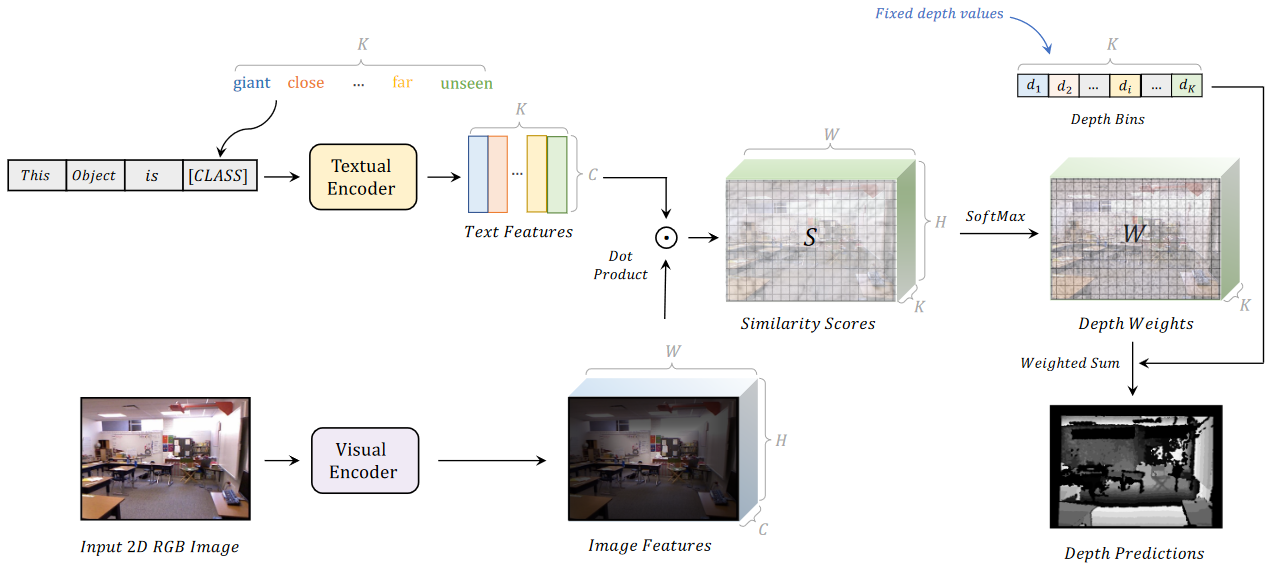 Fixed depth values
K
K
giant close ... far unseen
d1 d2 ... di ... dK
Depth Bins
K
W
W
This Object is [CLASS]
Textual
Encoder
... C
Text Features
SoftMax
H
S
W
Dot
Product
K
K
Similarity Scores
Depth Weights
W
Weighted Sum
H
Visual
Encoder
C
Input 2D RGB Image
Image Features
Depth Predictions